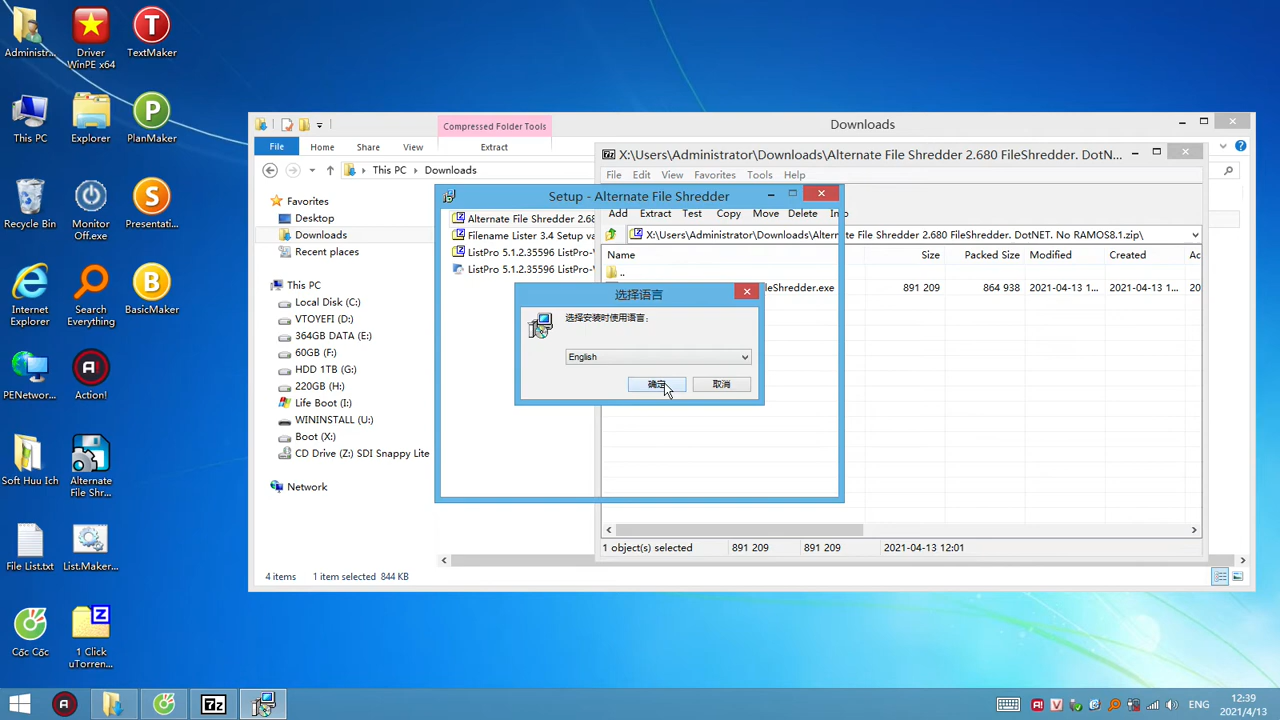 Administr...
Driver
WinPE x64
TextMaker
This PC
Explorer
PlanMaker
Recycle Bin
Monitor
Off.exe
Presentati...
Internet
Explorer
Search
Everything
BasicMaker
PENetwor...
Action!
Soft Huu Ich
Alternate
File Shr...
File List.txt
List.Maker...
Cốc Cốc
1 Click
uTorren...
Compressed Folder Tools
Downloads
File
Home
Share
View
Extract
This PC
Downloads
Favorites
Desktop
Downloads
Recent places
This PC
Local Disk (C:)
VTOYEFI (D:)
364GB DATA (E:)
60GB (F:)
HDD 1TB (G:)
220GB (H:)
Life Boot (I:)
WININSTALL (U:)
Boot (X:)
CD Drive (Z:) SDI Snappy Lite
Network
4 items
1 item selected 844 KB
X:\Users\Administrator\Downloads\Alternate File Shredder 2.680 FileShredder. DotN...
File
Edit
View
Favorites
Tools
Help
Add
Extract
Test
Copy
Move
Delete
Info
X:\Users\Administrator\Downloads\Alternate File Shredder 2.680 FileShredder. DotNET. No RAMOS8.1.zip\
Name
Size
Packed Size
Modified
Created
..
leShredder.exe
891 209
864 938
2021-04-13 1...
2021-04-13 1...
1 object(s) selected
891 209
891 209
2021-04-13 12:01
Setup - Alternate File Shredder
Alternate File Shredder 2.68
Filename Lister 3.4 Setup va
ListPro 5.1.2.35596 ListPro-
ListPro 5.1.2.35596 ListPro-
选择语言
选择安装时使用语言:
English
确定
取消
ENG
12:39
2021/4/13